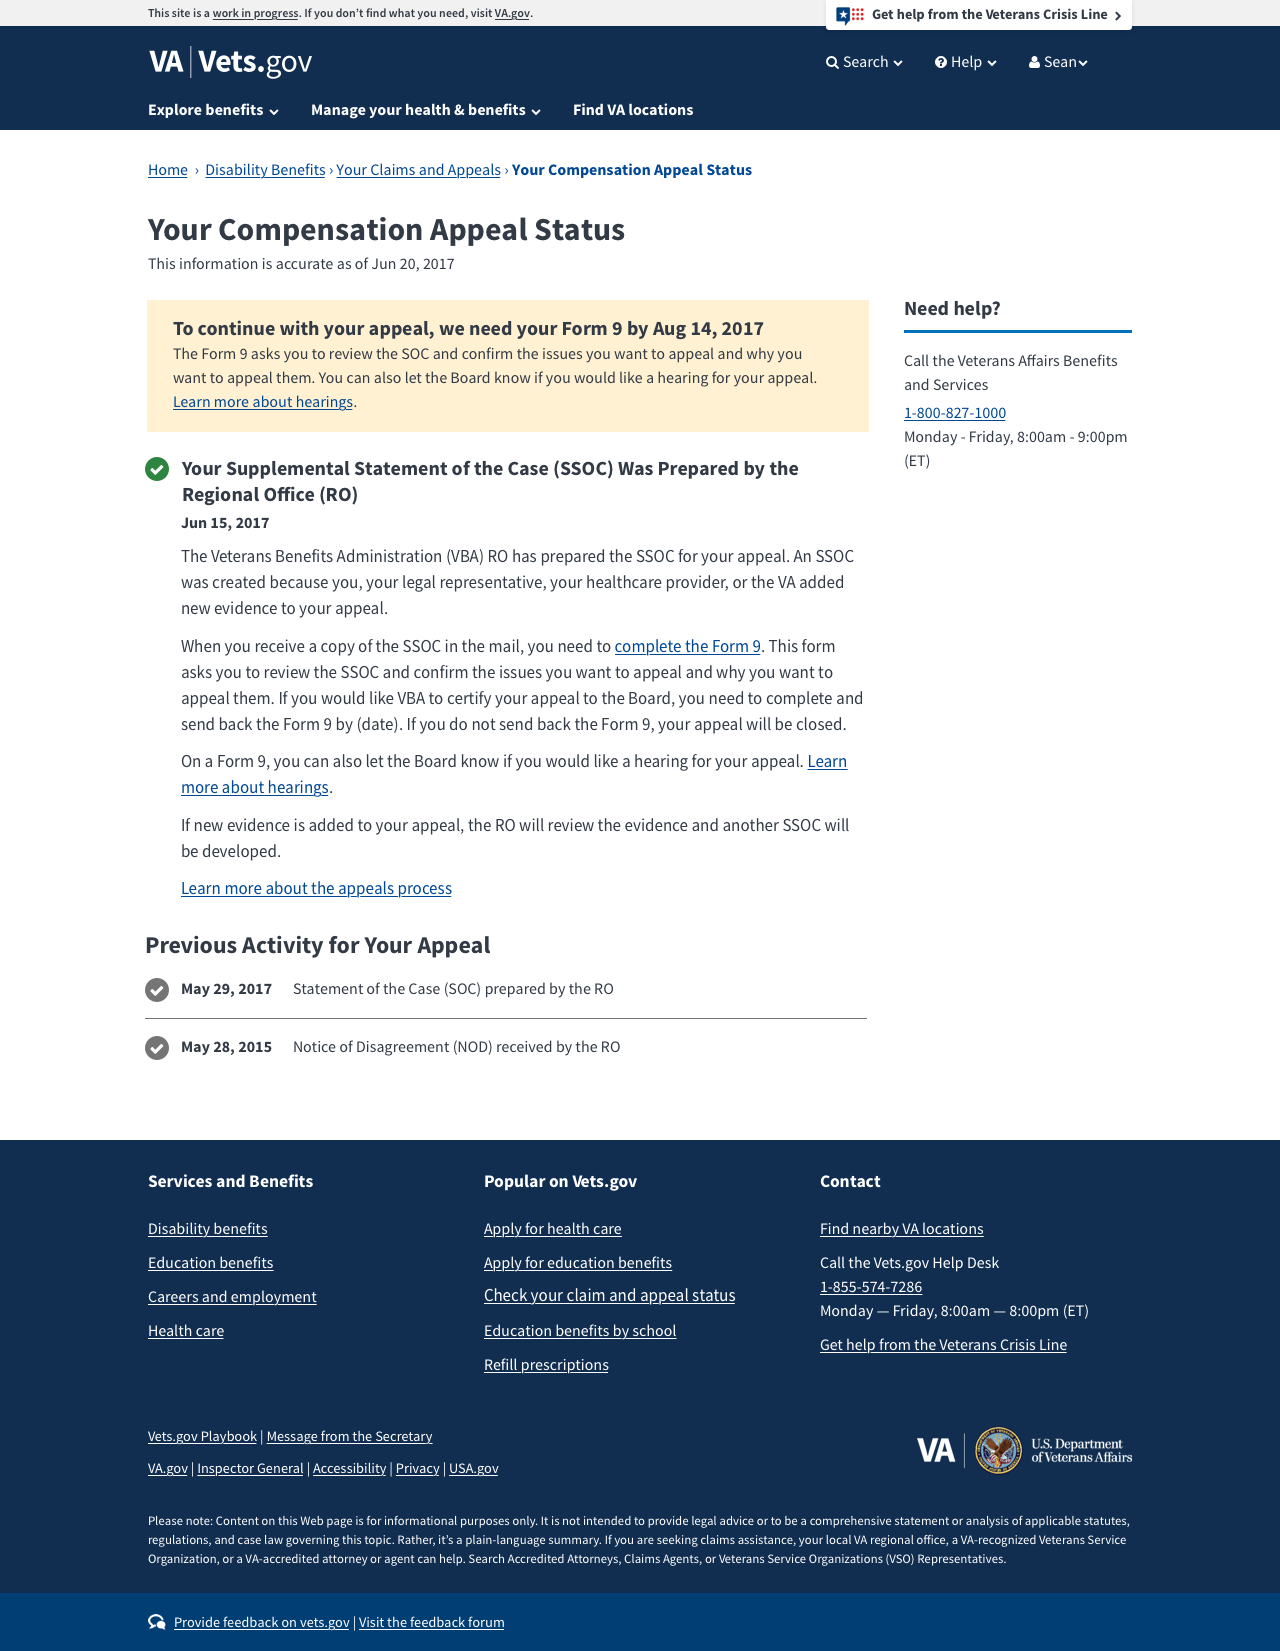 This site is a work in progress. If you don’t find what you need, visit VA.gov.
Get help from the Veterans Crisis Line
VA | Vets.gov
Search
Help
Sean
Explore benefits
Manage your health & benefits
Find VA locations
Home › Disability Benefits › Your Claims and Appeals › Your Compensation Appeal Status
Your Compensation Appeal Status
This information is accurate as of Jun 20, 2017
To continue with your appeal, we need your Form 9 by Aug 14, 2017
The Form 9 asks you to review the SOC and confirm the issues you want to appeal and why you
want to appeal them. You can also let the Board know if you would like a hearing for your appeal.
Learn more about hearings.
Need help?
Call the Veterans Affairs Benefits
and Services
1-800-827-1000
Monday - Friday, 8:00am - 9:00pm
(ET)
Your Supplemental Statement of the Case (SSOC) Was Prepared by the
Regional Office (RO)
Jun 15, 2017
The Veterans Benefits Administration (VBA) RO has prepared the SSOC for your appeal. An SSOC
was created because you, your legal representative, your healthcare provider, or the VA added
new evidence to your appeal.
When you receive a copy of the SSOC in the mail, you need to complete the Form 9. This form
asks you to review the SSOC and confirm the issues you want to appeal and why you want to
appeal them. If you would like VBA to certify your appeal to the Board, you need to complete and
send back the Form 9 by (date). If you do not send back the Form 9, your appeal will be closed.
On a Form 9, you can also let the Board know if you would like a hearing for your appeal. Learn
more about hearings.
If new evidence is added to your appeal, the RO will review the evidence and another SSOC will
be developed.
Learn more about the appeals process
Previous Activity for Your Appeal
May 29, 2017 Statement of the Case (SOC) prepared by the RO
May 28, 2015 Notice of Disagreement (NOD) received by the RO
Services and Benefits
Disability benefits
Education benefits
Careers and employment
Health care
Popular on Vets.gov
Apply for health care
Apply for education benefits
Check your claim and appeal status
Education benefits by school
Refill prescriptions
Contact
Find nearby VA locations
Call the Vets.gov Help Desk
1-855-574-7286
Monday — Friday, 8:00am — 8:00pm (ET)
Get help from the Veterans Crisis Line
Vets.gov Playbook | Message from the Secretary
VA.gov | Inspector General | Accessibility | Privacy | USA.gov
VA
U.S. Department
of Veterans Affairs
Please note: Content on this Web page is for informational purposes only. It is not intended to provide legal advice or to be a comprehensive statement or analysis of applicable statutes,
regulations, and case law governing this topic. Rather, it’s a plain-language summary. If you are seeking claims assistance, your local VA regional office, a VA-recognized Veterans Service
Organization, or a VA-accredited attorney or agent can help. Search Accredited Attorneys, Claims Agents, or Veterans Service Organizations (VSO) Representatives.
Provide feedback on vets.gov | Visit the feedback forum